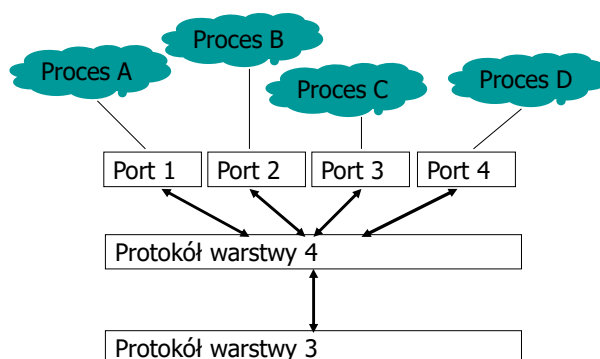 Proces A
Proces B
Proces C
Proces D
Port 1
Port 2
Port 3
Port 4
Protokół warstwy 4
Protokół warstwy 3